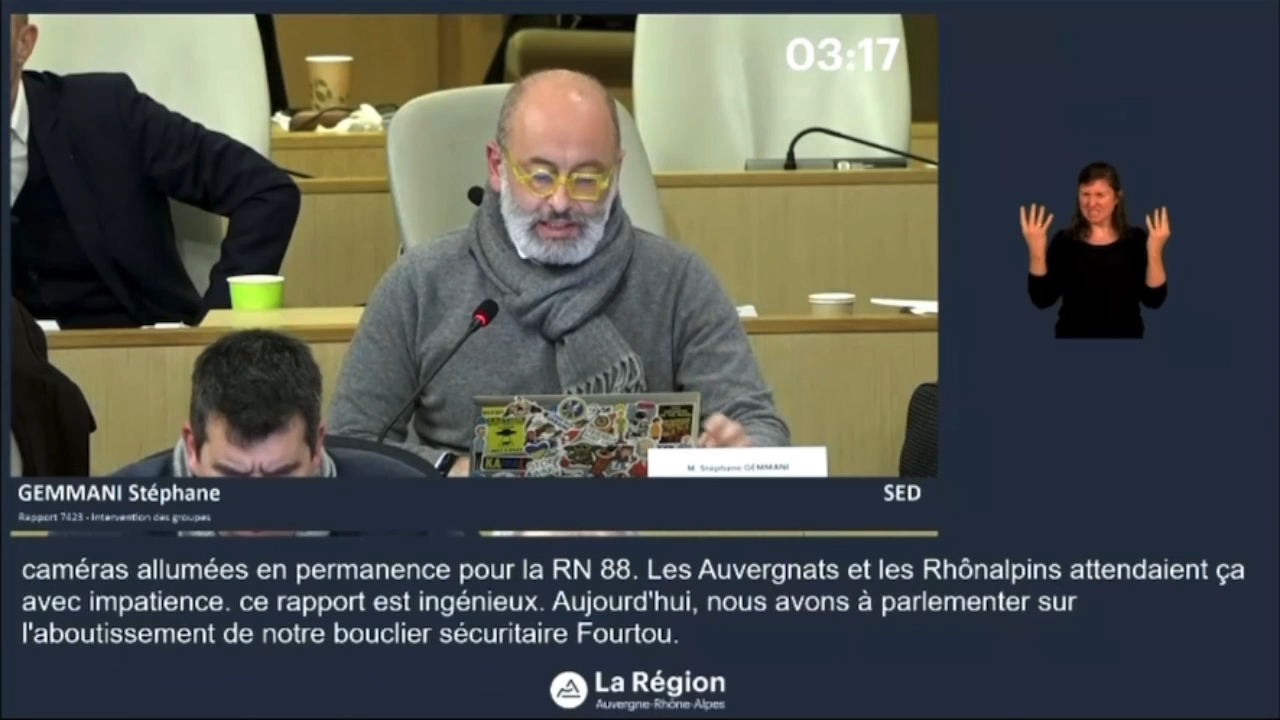 03:17
M. Stéphane GEMMANI
GEMMANI Stéphane
SED
Rapport 7423 - Intervention des groupes
caméras allumées en permanence pour la RN 88. Les Auvergnats et les Rhônalpins attendaient ça
avec impatience. ce rapport est ingénieux. Aujourd'hui, nous avons à parlementer sur
l'aboutissement de notre bouclier sécuritaire Fourtou.
La Région
Auvergne-Rhône-Alpes